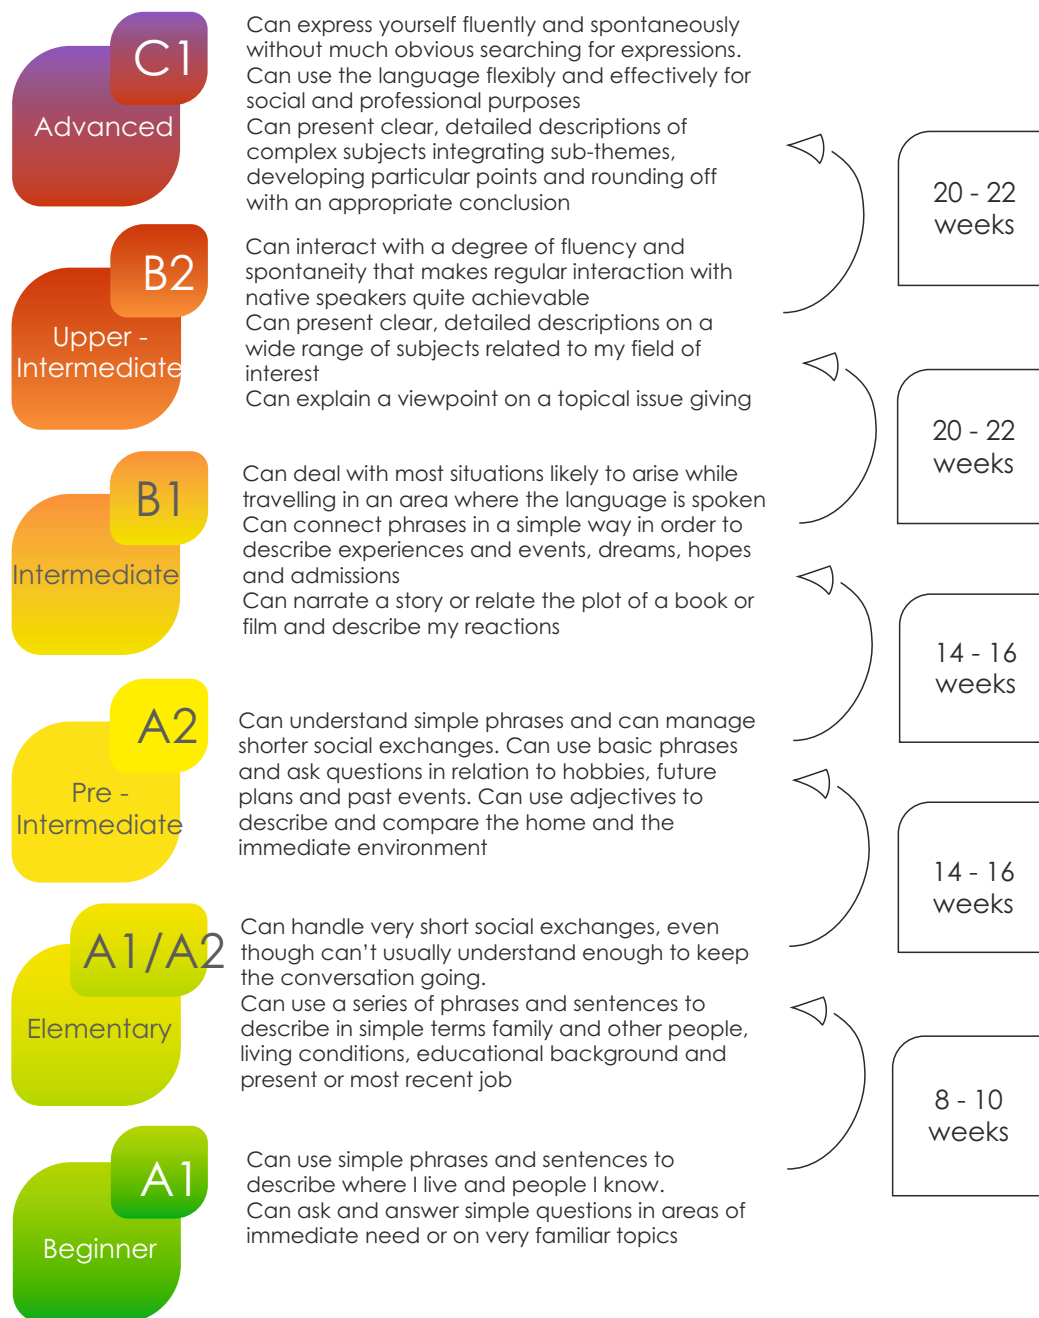 C1
Advanced
Can express yourself fluently and spontaneously
without much obvious searching for expressions.
Can use the language flexibly and effectively for
social and professional purposes
Can present clear, detailed descriptions of
complex subjects integrating sub-themes,
developing particular points and rounding off
with an appropriate conclusion
20 - 22
weeks
B2
Upper -
Intermediate
Can interact with a degree of fluency and
spontaneity that makes regular interaction with
native speakers quite achievable
Can present clear, detailed descriptions on a
wide range of subjects related to my field of
interest
Can explain a viewpoint on a topical issue giving
20 - 22
weeks
B1
Intermediate
Can deal with most situations likely to arise while
travelling in an area where the language is spoken
Can connect phrases in a simple way in order to
describe experiences and events, dreams, hopes
and admissions
Can narrate a story or relate the plot of a book or
film and describe my reactions
14 - 16
weeks
A2
Pre -
Intermediate
Can understand simple phrases and can manage
shorter social exchanges. Can use basic phrases
and ask questions in relation to hobbies, future
plans and past events. Can use adjectives to
describe and compare the home and the
immediate environment
14 - 16
weeks
A1/A2
Elementary
Can handle very short social exchanges, even
though can't usually understand enough to keep
the conversation going.
Can use a series of phrases and sentences to
describe in simple terms family and other people,
living conditions, educational background and
present or most recent job
8 - 10
weeks
A1
Beginner
Can use simple phrases and sentences to
describe where I live and people I know.
Can ask and answer simple questions in areas of
immediate need or on very familiar topics